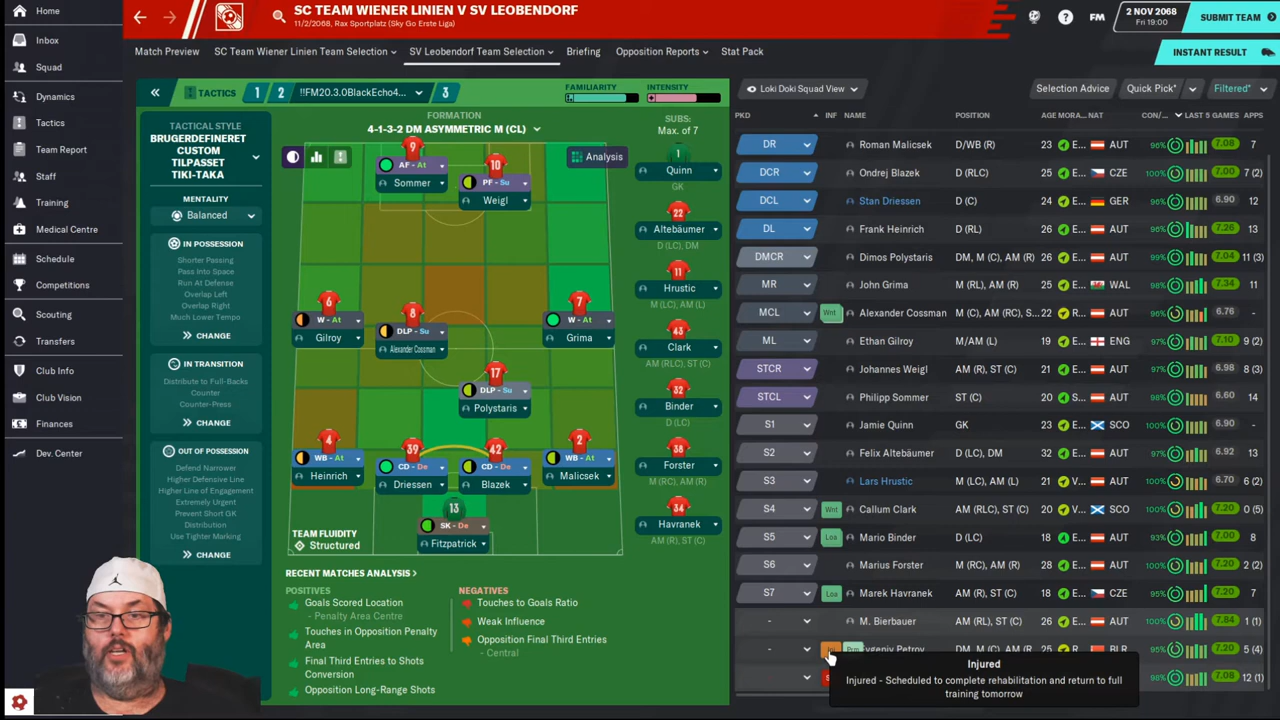 Home
Inbox
Squad
Dynamics
Tactics
Team Report
Staff
Training
Medical Centre
Schedule
Competitions
Scouting
Transfers
Club Info
Club Vision
Finances
Dev. Center
SC TEAM WIENER LINIEN V SV LEOBENDORF
11/2/2068, Rax Sportplatz (Sky Go Erste Liga)
FM
2 NOV 2068
FRI 19:00
SUBMIT TEAM
Match Preview
SC Team Wiener Linien Team Selection
SV Leobendorf Team Selection
Briefing
Opposition Reports
Stat Pack
INSTANT RESULT
TACTICS
1
2
!!FM20.3.0BlackEcho4...
3
FAMILIARITY
INTENSITY
TACTICAL STYLE
BRUGERDEFINERET
CUSTOM
TILPASSET
TIKI-TAKA
MENTALITY
Balanced
IN POSSESSION
Shorter Passing
Pass Into Space
Run At Defense
Overlap Left
Overlap Right
Much Lower Tempo
CHANGE
IN TRANSITION
Distribute to Full-Backs
Counter
Counter-Press
CHANGE
OUT OF POSSESSION
Defend Narrower
Higher Defensive Line
Higher Line of Engagement
Extremely Urgent
Prevent Short GK
Distribution
Use Tighter Marking
CHANGE
FORMATION
4-1-3-2 DM ASYMMETRIC M (CL)
Analysis
9
AF - At
Sommer
10
PF - Su
Weigl
6
W - At
Gilroy
8
DLP - Su
Alexander Cossman
7
W - At
Grima
17
DLP - Su
Polystaris
4
WB - At
Heinrich
39
CD - De
Driessen
42
CD - De
Blazek
2
WB - At
Malicsek
13
SK - De
Fitzpatrick
TEAM FLUIDITY
Structured
RECENT MATCHES ANALYSIS
POSITIVES
Goals Scored Location
- Penalty Area Centre
Touches in Opposition Penalty
Area
Final Third Entries to Shots
Conversion
Opposition Long-Range Shots
NEGATIVES
Touches to Goals Ratio
Weak Influence
Opposition Final Third Entries
- Central
SUBS:
Max. of 7
1
Quinn
GK
22
Altebäumer
D (LC), DM
11
Hrustic
M (LC), AM (L)
43
Clark
AM (RLC), ST (C)
32
Binder
D (LC)
38
Forster
M (RC), AM (R)
34
Havranek
AM (R), ST (C)
Loki Doki Squad View
Selection Advice
Quick Pick*
Filtered*
PKD INF NAME POSITION AGE MORA... NAT CON/... LAST 5 GAMES APPS
DR Roman Malicsek D/WB (R) 23 E... AUT 96% 7.08 7
DCR Ondrej Blazek D (RLC) 25 E... CZE 100% 7.00 7 (2)
DCL Stan Driessen D (C) 24 E... GER 96% 6.90 12
DL Frank Heinrich D (RL) 26 E... AUT 96% 7.26 13
DMCR Dimos Polystaris DM, M (C), AM (R) 26 E... AUT 99% 7.04 11 (3)
MR John Grima M (RL), AM (R) 28 E... WAL 100% 7.34 11
MCL Wnt Alexander Cossman M (C), AM (RC), S... 22 R... AUT 96% 6.76 -
ML Ethan Gilroy M/AM (L) 19 E... ENG 97% 7.10 9 (2)
STCR Johannes Weigl AM (R), ST (C) 21 E... AUT 97% 6.98 8 (3)
STCL Philipp Sommer ST (C) 20 S... AUT 98% 6.60 14
S1 Jamie Quinn GK 23 E... SCO 100% 6.90 -
S2 Felix Altebäumer D (LC), DM 32 E... AUT 100% 6.92 13
S3 Lars Hrustic M (LC), AM (L) 21 V... AUT 96% 6.70 6 (2)
S4 Wnt Callum Clark AM (RLC), ST (C) 20 V... SCO 100% 7.20 0 (5)
S5 Loa Mario Binder D (LC) 18 E... AUT 93% 7.00 8
S6 Marius Forster M (RC), AM (R) 28 E... AUT 100% 7.20 2 (2)
S7 Loa Marek Havranek AM (R), ST (C) 18 E... CZE 100% 7.20 7
- M. Bierbauer AM (RL), ST (C) 26 E... AUT 100% 7.84 1 (1)
- Inj Prm Yevgeniy Petrov DM, M (C), AM (R 25 R... BLR 95% 7.20 5 (4)
98% 7.08 12 (1)
Injured
Injured - Scheduled to complete rehabilitation and return to full
training tomorrow